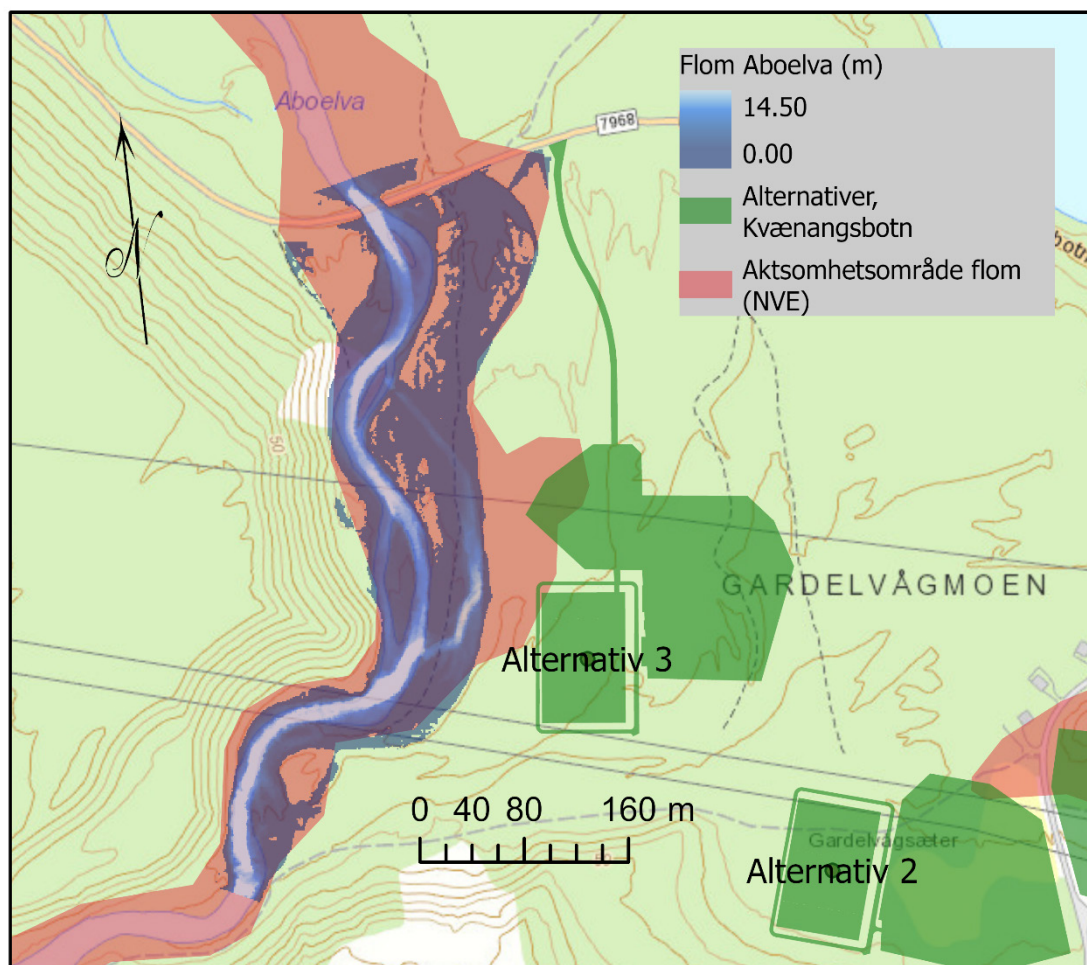 Flom Aboelva (m)
14.50
0.00
Alternativer,
Kvænangsbotn
Aktsomhetsområde flom
(NVE)
Aboelva
7968
N
50
GARDELVÅGMOEN
Alternativ 3
0 40 80 160 m
Gardelvågsæter
Alternativ 2
50